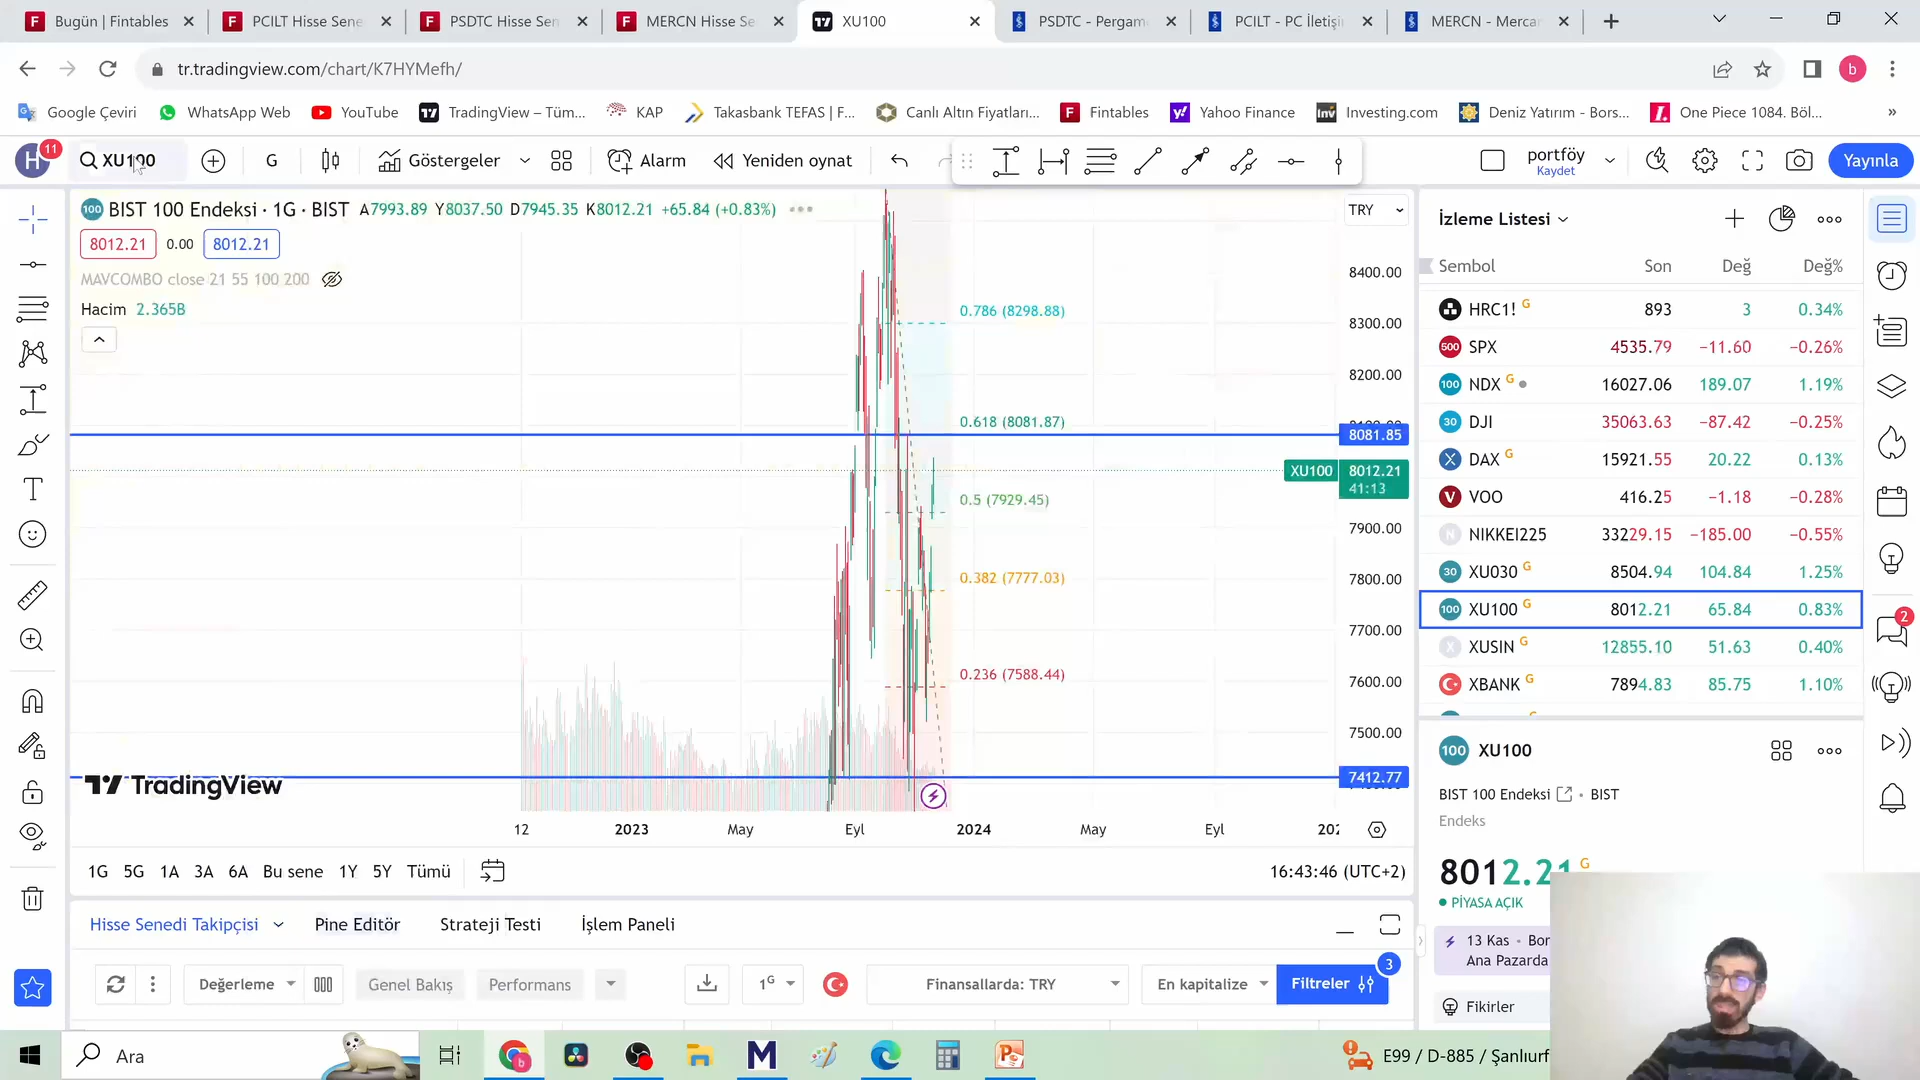 Bugün | Fintables
PCILT Hisse Sene
PSDTC Hisse Sen
MERCN Hisse Se
XU100
PSDTC - Pergam
PCILT - PC İletişi
MERCN - Merca
tr.tradingview.com/chart/K7HYMefh/
b
Google Çeviri
WhatsApp Web
YouTube
TradingView – Tüm...
KAP
Takasbank TEFAS | F...
Canlı Altın Fiyatları...
Fintables
Yahoo Finance
Investing.com
Deniz Yatırım - Bors...
One Piece 1084. Böl...
»
H
11
XU100
G
Göstergeler
Alarm
Yeniden oynat
portföy
Kaydet
Yayınla
BIST 100 Endeksi · 1G · BIST A7993.89 Y8037.50 D7945.35 K8012.21 +65.84 (+0.83%)
8012.21 0.00 8012.21
MAVCOMBO close 21 55 100 200
Hacim 2.365B
TRY
8400.00
8300.00
8200.00
8081.85
XU100 8012.21
41:13
7900.00
7800.00
7700.00
7600.00
7500.00
7412.77
0.786 (8298.88)
0.618 (8081.87)
0.5 (7929.45)
0.382 (7777.03)
0.236 (7588.44)
TradingView
12 2023 May Eyl 2024 May Eyl 202
1G 5G 1A 3A 6A Bu sene 1Y 5Y Tümü
16:43:46 (UTC+2)
Hisse Senedi Takipçisi Pine Editör Strateji Testi İşlem Paneli
Değerleme
Genel Bakış
Performans
1G
Finansallarda: TRY
En kapitalize
Filtreler
3
İzleme Listesi
Sembol Son Değ Değ%
HRC1! G 893 3 0.34%
500 SPX 4535.79 −11.60 −0.26%
100 NDX G 16027.06 189.07 1.19%
30 DJI 35063.63 −87.42 −0.25%
X DAX G 15921.55 20.22 0.13%
V VOO 416.25 −1.18 −0.28%
N NIKKEI225 33229.15 −185.00 −0.55%
30 XU030 G 8504.94 104.84 1.25%
100 XU100 G 8012.21 65.84 0.83%
X XUSIN G 12855.10 51.63 0.40%
XBANK G 7894.83 85.75 1.10%
2
100 XU100
BIST 100 Endeksi • BIST
Endeks
8012.21 G
PİYASA AÇIK
13 Kas • Bor
Ana Pazarda
Fikirler
Ara
E99 / D-885 / Şanlıurf